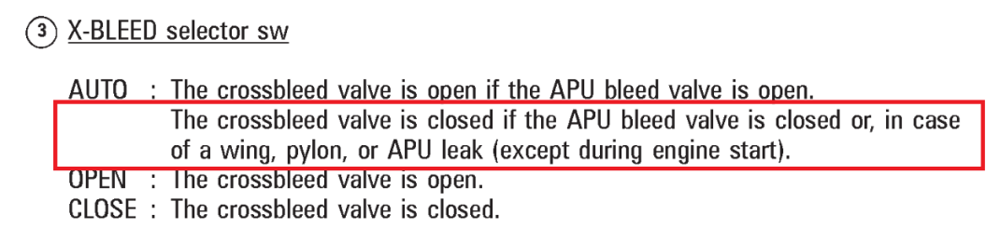 3 X-BLEED selector sw
AUTO : The crossbleed valve is open if the APU bleed valve is open.
The crossbleed valve is closed if the APU bleed valve is closed or, in case
of a wing, pylon, or APU leak (except during engine start).
OPEN : The crossbleed valve is open.
CLOSE : The crossbleed valve is closed.